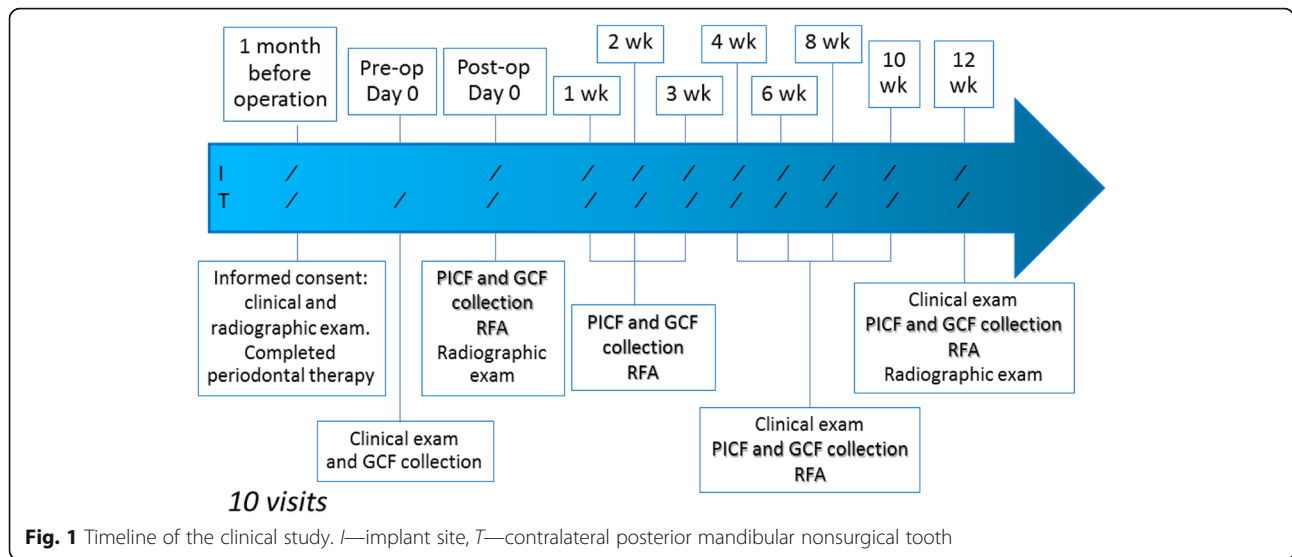 1 month
before
operation
Pre-op
Day 0
Post-op
Day 0
1 wk
2 wk
3 wk
4 wk
6 wk
8 wk
10
wk
12
wk
I / / / / / / / / / /
T / / / / / / / / / / /
Informed consent:
clinical and
radiographic exam.
Completed
periodontal therapy
Clinical exam
and GCF collection
PICF and GCF
collection
RFA
Radiographic
exam
PICF and GCF
collection
RFA
Clinical exam
PICF and GCF collection
RFA
Clinical exam
PICF and GCF collection
RFA
Radiographic exam
10 visits
Fig. 1 Timeline of the clinical study. I—implant site, T—contralateral posterior mandibular nonsurgical tooth